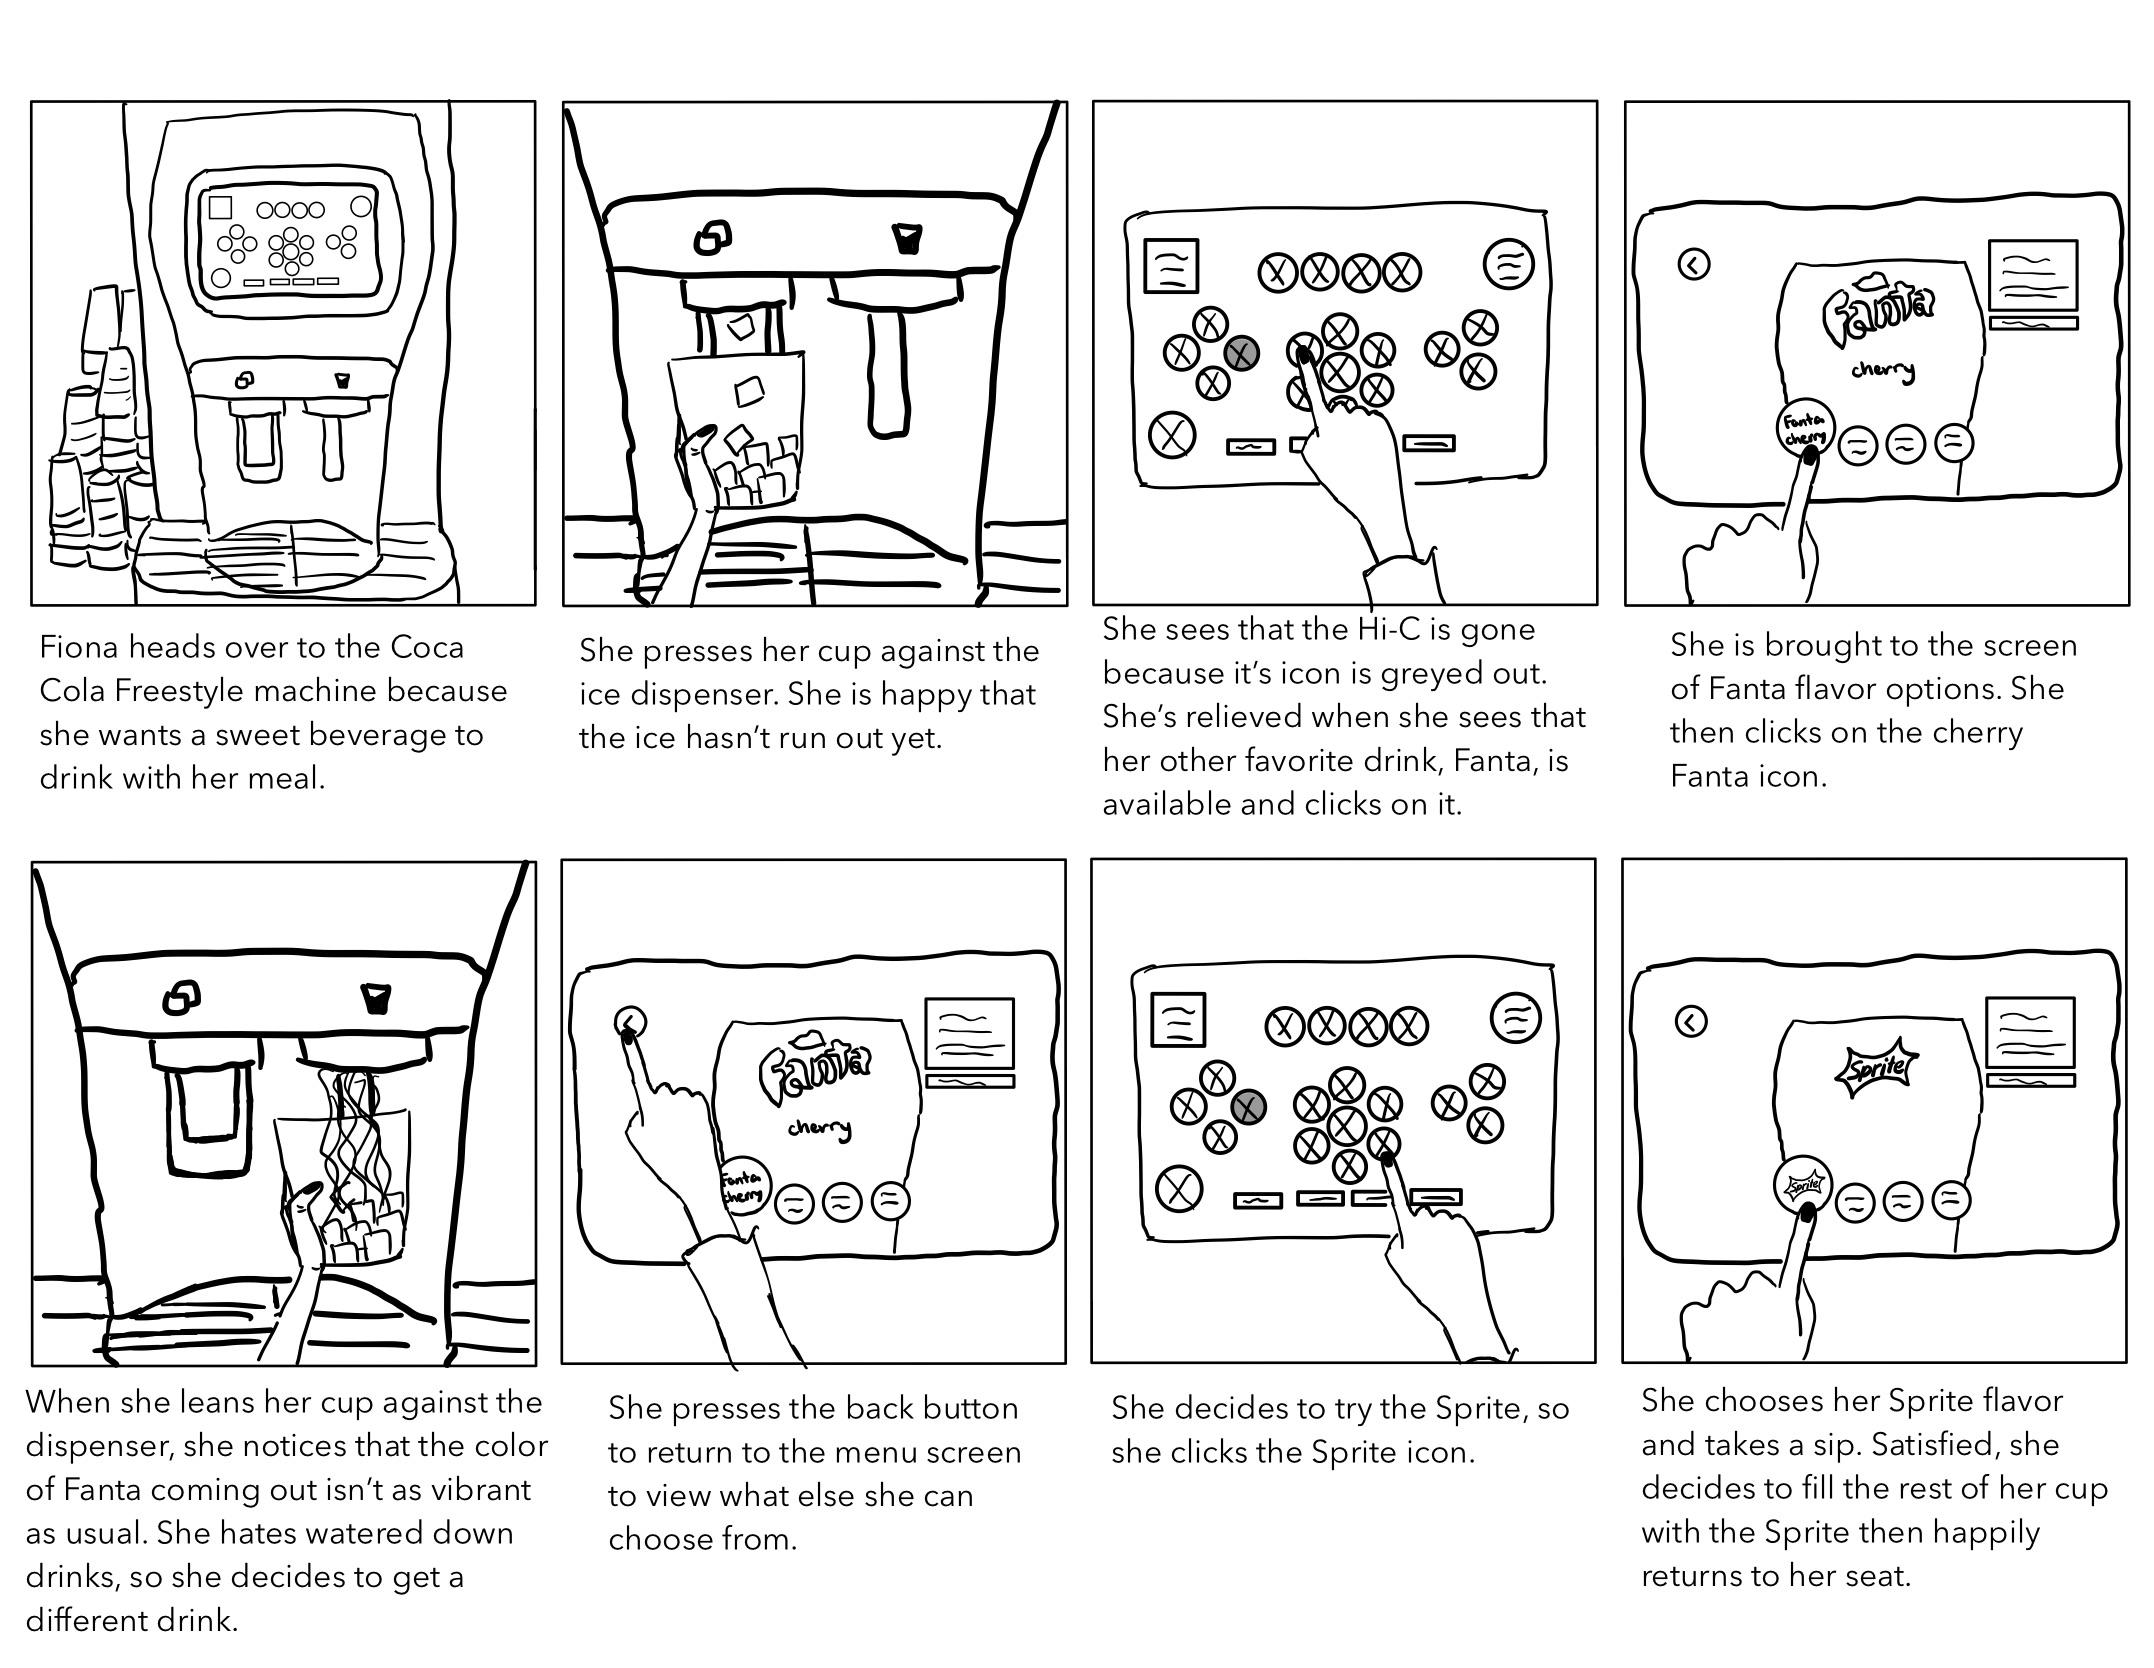 Fiona heads over to the Coca
Cola Freestyle machine because
she wants a sweet beverage to
drink with her meal.
She presses her cup against the
ice dispenser. She is happy that
the ice hasn't run out yet.
She sees that the Hi-C is gone
because it's icon is greyed out.
She's relieved when she sees that
her other favorite drink, Fanta, is
available and clicks on it.
Fanta
cherry
Fanta
cherry
She is brought to the screen
of Fanta flavor options. She
then clicks on the cherry
Fanta icon.
When she leans her cup against the
dispenser, she notices that the color
of Fanta coming out isn't as vibrant
as usual. She hates watered down
drinks, so she decides to get a
different drink.
Fanta
cherry
Fanta
cherry
She presses the back button
to return to the menu screen
to view what else she can
choose from.
She decides to try the Sprite, so
she clicks the Sprite icon.
Sprite
Sprite
She chooses her Sprite flavor
and takes a sip. Satisfied, she
decides to fill the rest of her cup
with the Sprite then happily
returns to her seat.